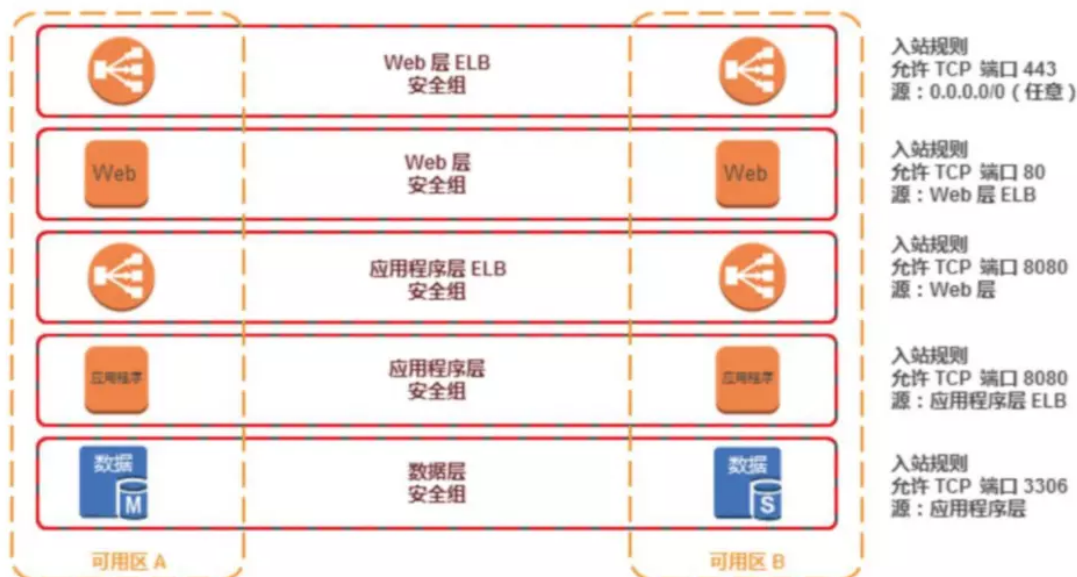 Web 层 ELB
安全组
入站规则
允许 TCP 端口 443
源：0.0.0.0/0（任意）
Web
Web 层
安全组
Web
入站规则
允许 TCP 端口 80
源：Web 层 ELB
应用程序层 ELB
安全组
入站规则
允许 TCP 端口 8080
源：Web 层
应用程序
应用程序层
安全组
应用程序
入站规则
允许 TCP 端口 8080
源：应用程序层 ELB
数据
M
数据层
安全组
数据
S
入站规则
允许 TCP 端口 3306
源：应用程序层
可用区 A
可用区 B